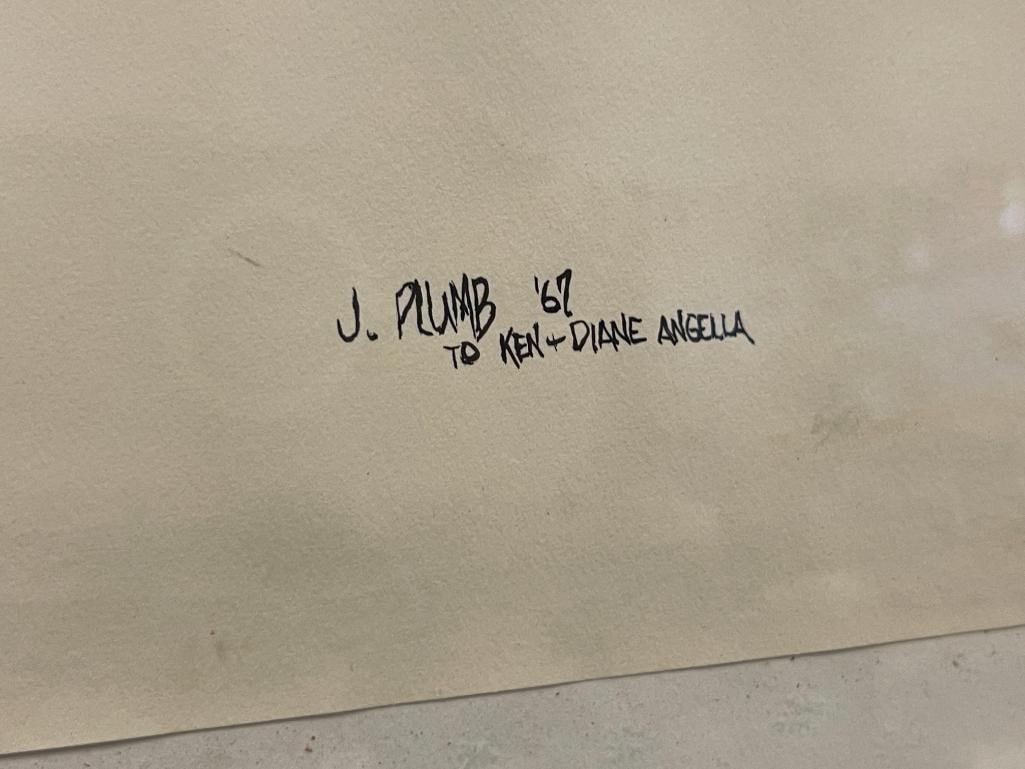 J. PLUMB '67
TO KEN + DIANE ANGELLA